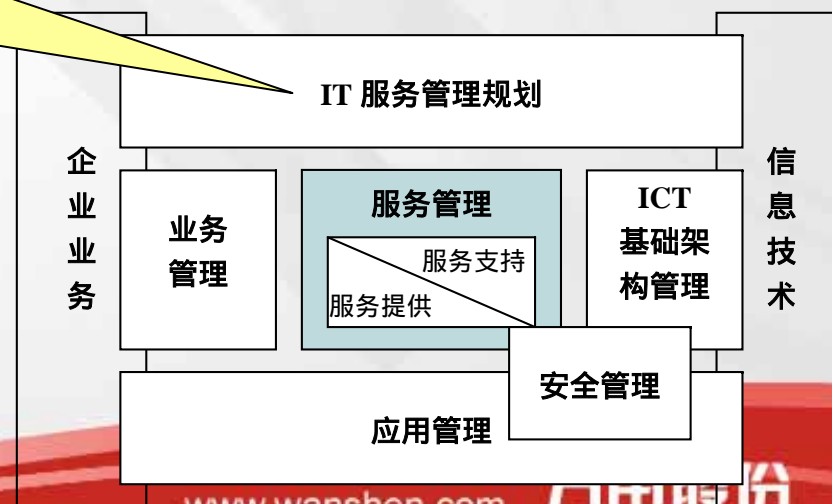 IT 服务管理规划
企
业
业
务
业务
管理
服务管理
服务支持
服务提供
ICT
基础架
构管理
信
息
技
术
安全管理
应用管理